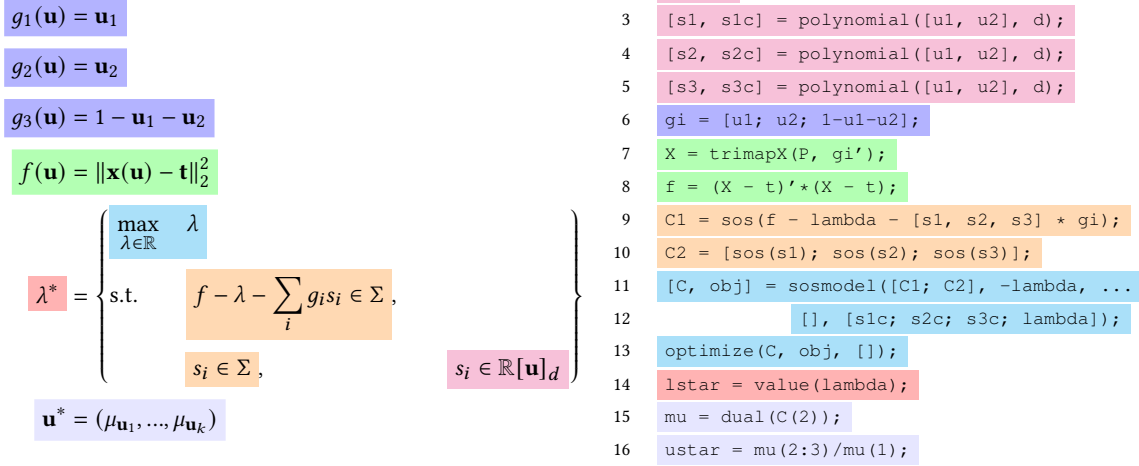 g₁(𝐮) = 𝐮₁
g₂(𝐮) = 𝐮₂
g₃(𝐮) = 1 − 𝐮₁ − 𝐮₂
f(𝐮) = ‖𝐱(𝐮) − 𝐭‖₂²
max λ
λ∈ℝ
λ* = { s.t. f − λ − ∑ᵢ gᵢsᵢ ∈ Σ ,
sᵢ ∈ Σ , sᵢ ∈ ℝ[𝐮]_d }
𝐮* = (μ_𝐮₁, ..., μ_𝐮ₖ)
3 [s1, s1c] = polynomial([u1, u2], d);
4 [s2, s2c] = polynomial([u1, u2], d);
5 [s3, s3c] = polynomial([u1, u2], d);
6 gi = [u1; u2; 1-u1-u2];
7 X = trimapX(P, gi');
8 f = (X - t)'*(X - t);
9 C1 = sos(f - lambda - [s1, s2, s3] * gi);
10 C2 = [sos(s1); sos(s2); sos(s3)];
11 [C, obj] = sosmodel([C1; C2], -lambda, ...
12 [], [s1c; s2c; s3c; lambda]);
13 optimize(C, obj, []);
14 lstar = value(lambda);
15 mu = dual(C(2));
16 ustar = mu(2:3)/mu(1);